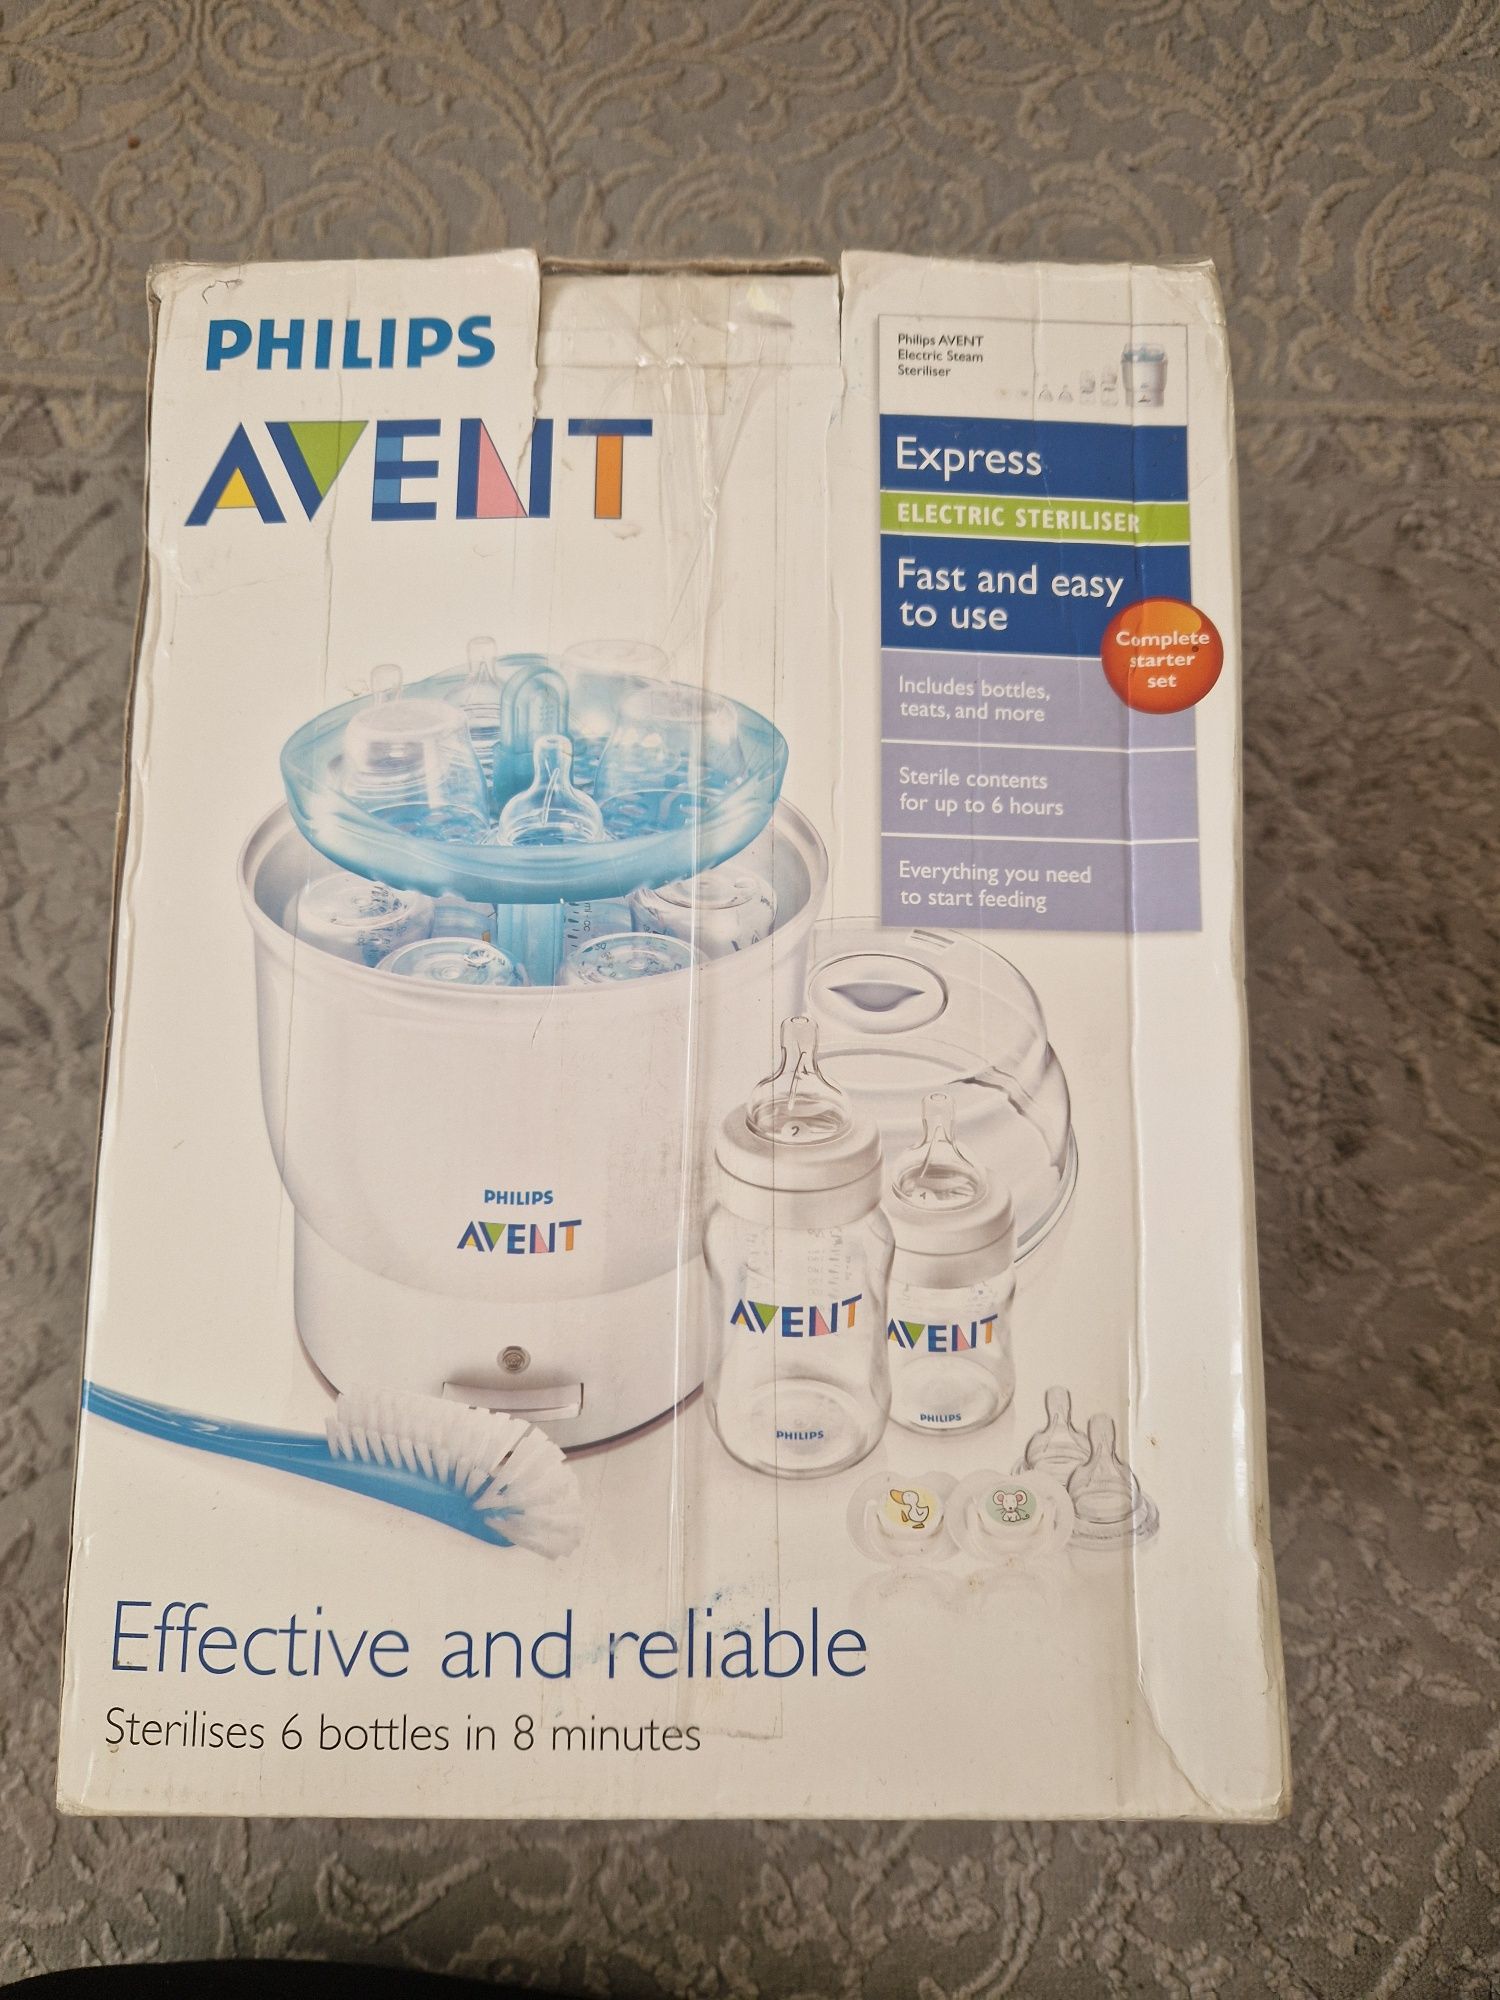 PHILIPS
AVENT
Philips AVENT
Electric Steam
Steriliser
Express
ELECTRIC STERILISER
Fast and easy
to use
Complete
starter
set
Includes bottles,
teats, and more
Sterile contents
for up to 6 hours
Everything you need
to start feeding
PHILIPS
AVENT
2
1
AVENT
PHILIPS
AVENT
PHILIPS
Effective and reliable
Sterilises 6 bottles in 8 minutes